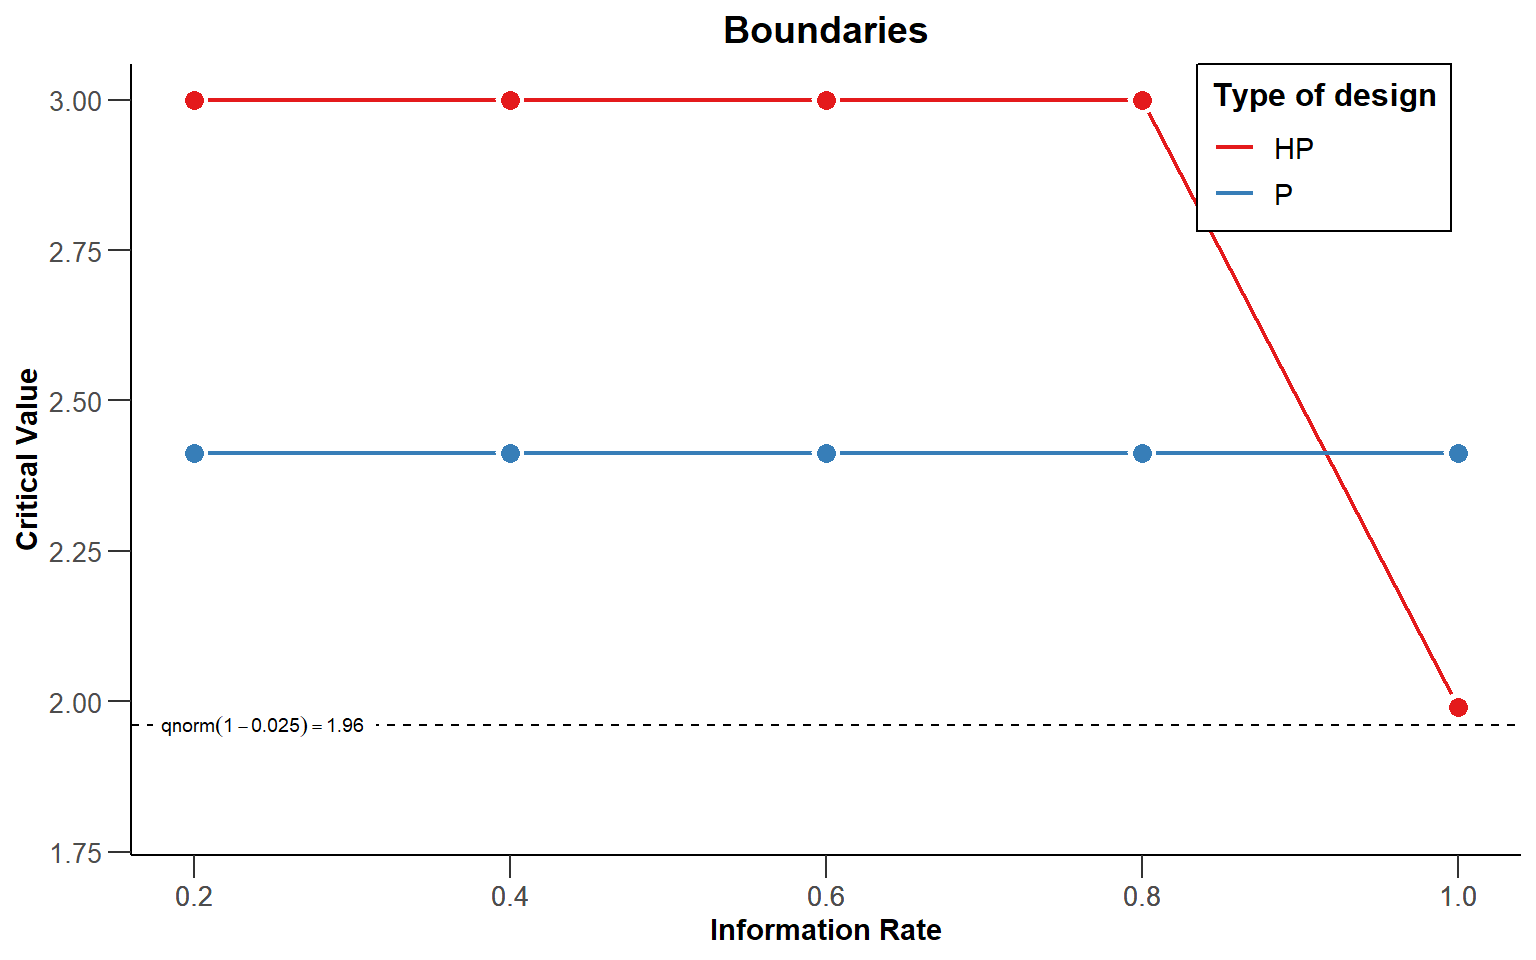 Boundaries
Type of design
HP
P
Critical Value
3.00
2.75
2.50
2.25
2.00
1.75
qnorm(1 − 0.025) = 1.96
0.2 0.4 0.6 0.8 1.0
Information Rate